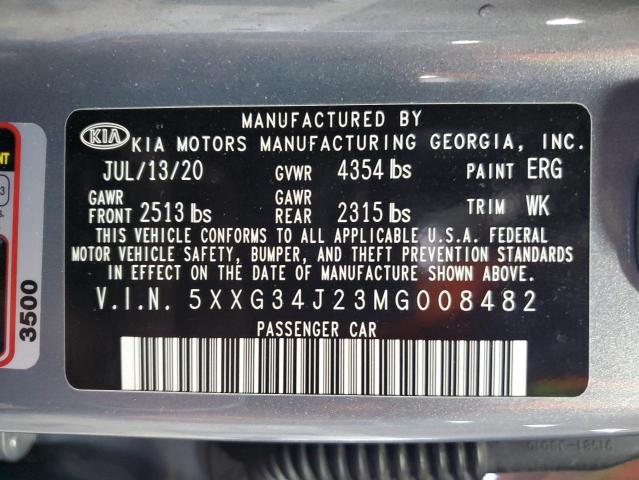 MANUFACTURED BY
KIA KIA MOTORS MANUFACTURING GEORGIA, INC.
JUL/13/20 GVWR 4354 lbs PAINT ERG
GAWR FRONT 2513 lbs GAWR REAR 2315 lbs TRIM WK
THIS VEHICLE CONFORMS TO ALL APPLICABLE U.S.A. FEDERAL
MOTOR VEHICLE SAFETY, BUMPER, AND THEFT PREVENTION STANDARDS
IN EFFECT ON THE DATE OF MANUFACTURE SHOWN ABOVE.
V.I.N. 5XXG34J23MG008482
PASSENGER CAR
3500